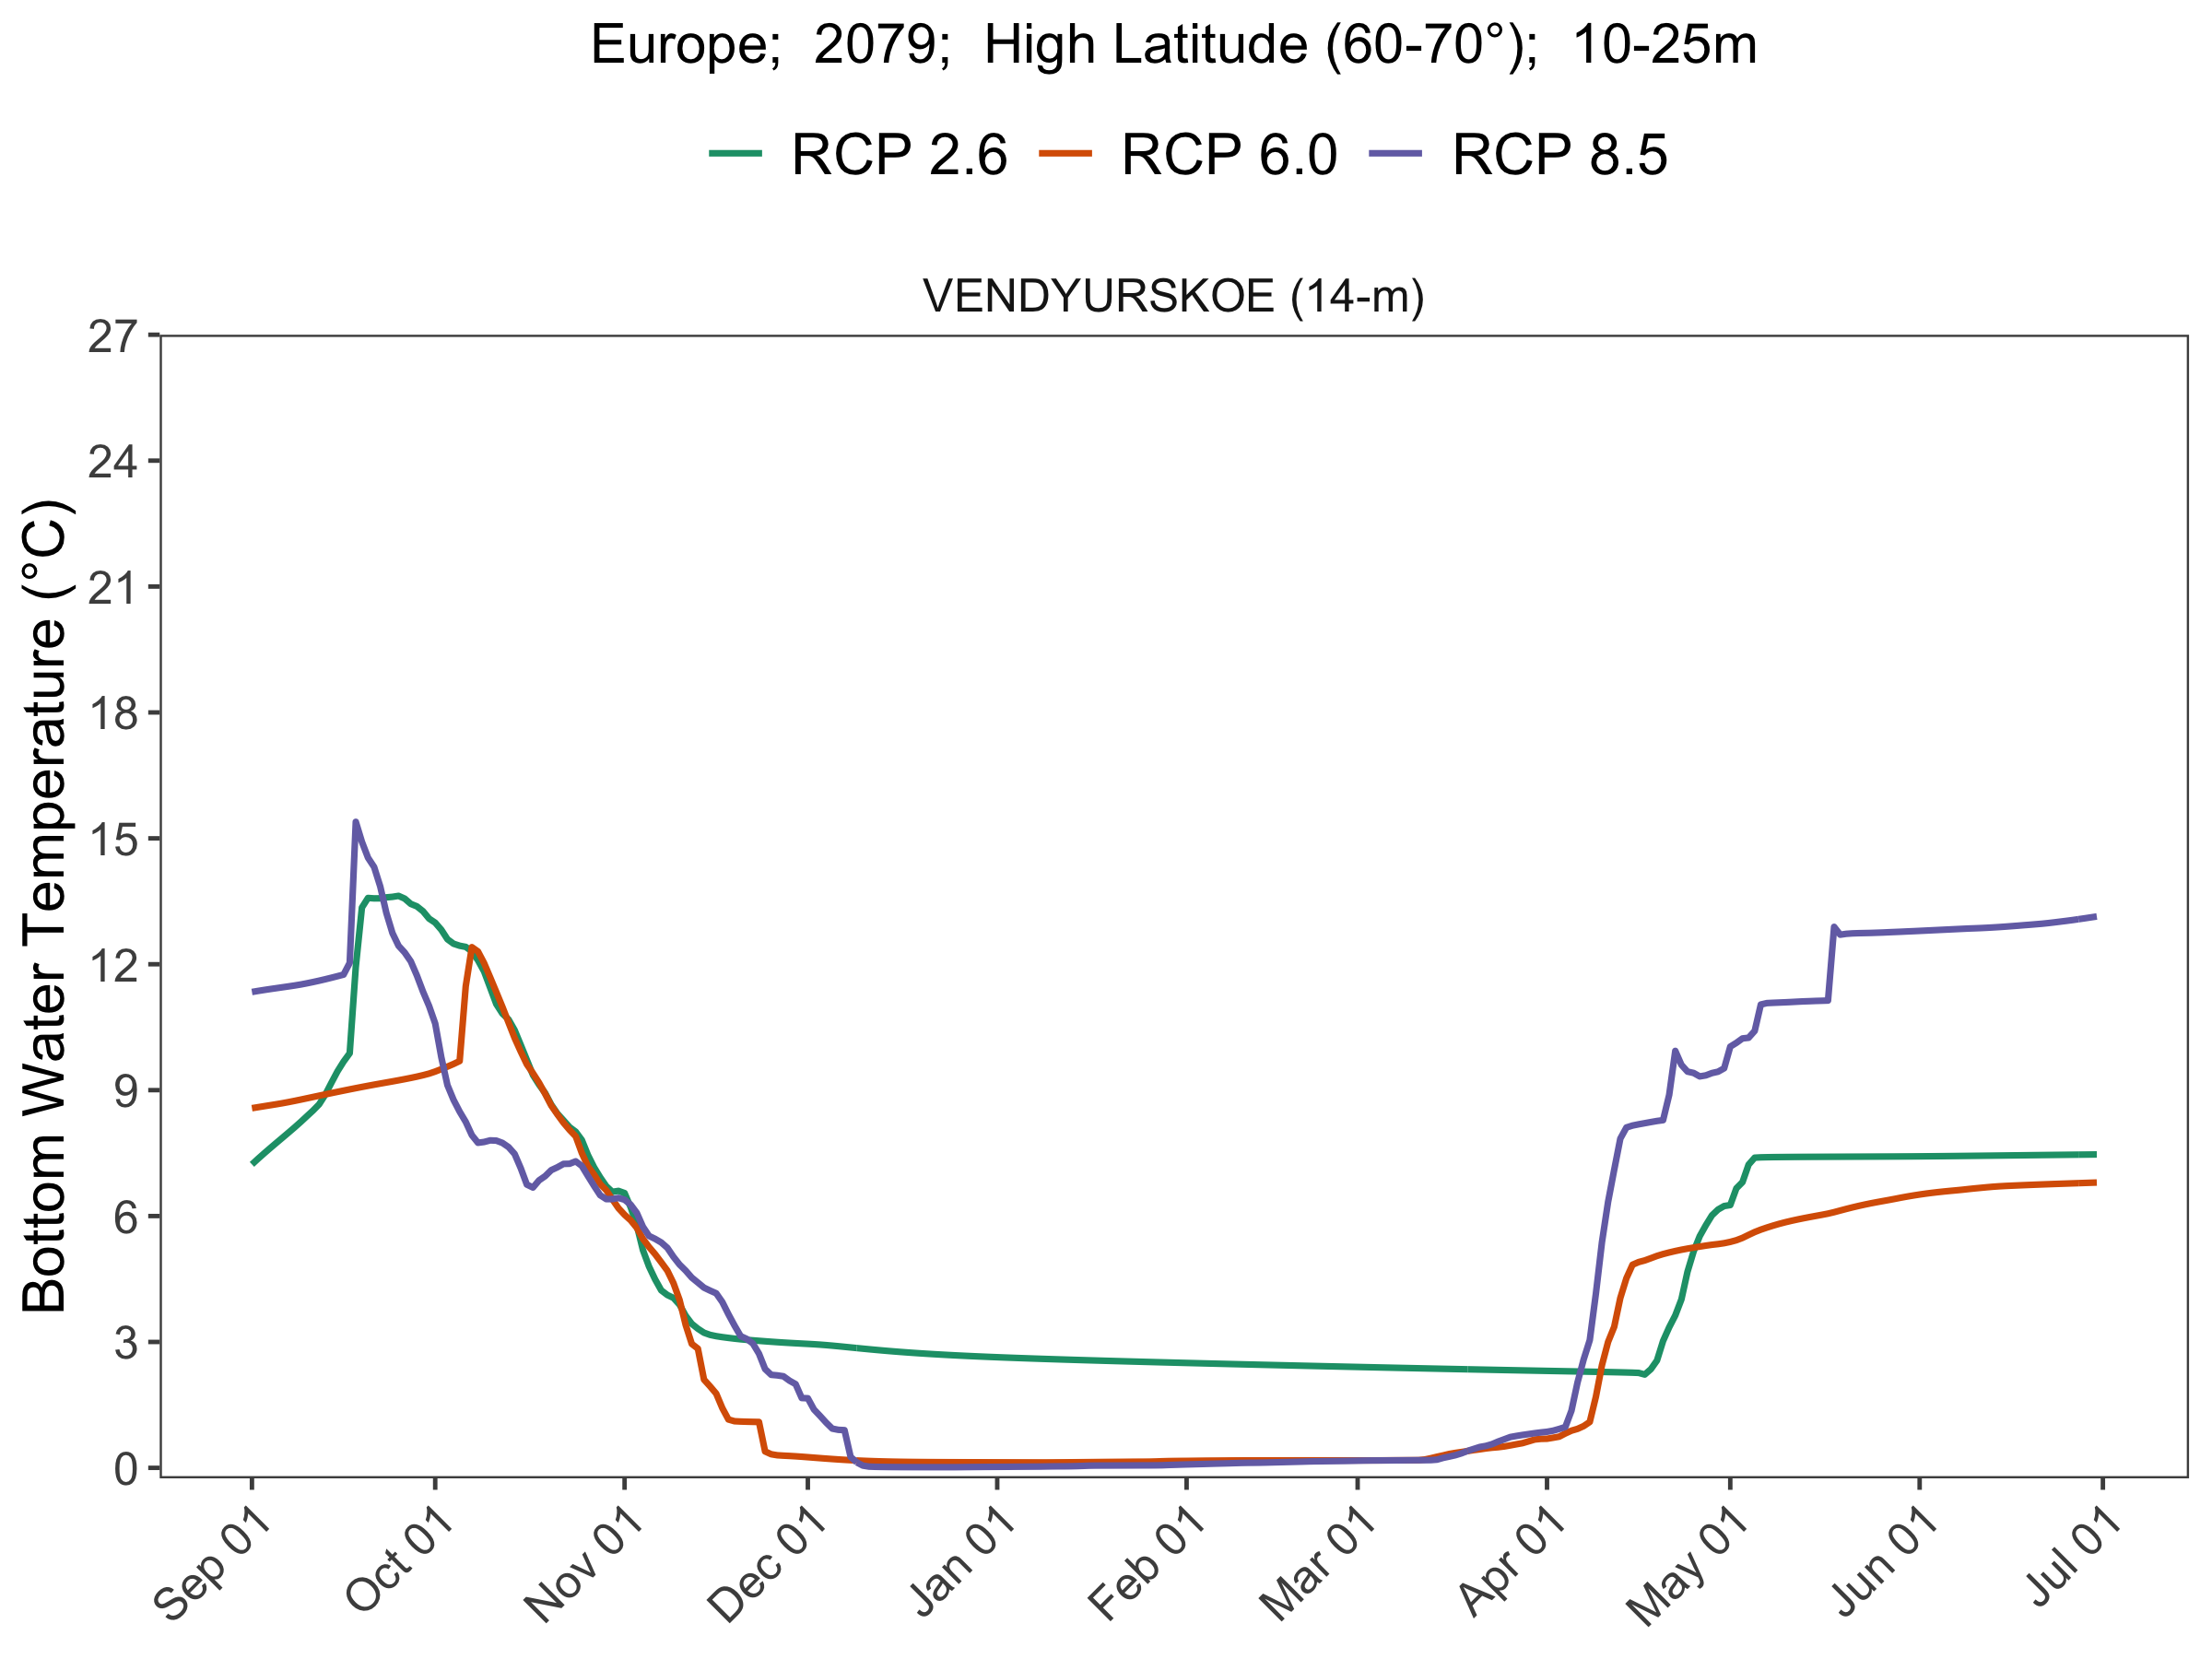 Europe;  2079;  High Latitude (60-70°);  10-25m
RCP 2.6  RCP 6.0  RCP 8.5
VENDYURSKOE (14-m)
Bottom Water Temperature (°C)
27
24
21
18
15
12
9
6
3
0
Sep 01
Oct 01
Nov 01
Dec 01
Jan 01
Feb 01
Mar 01
Apr 01
May 01
Jun 01
Jul 01